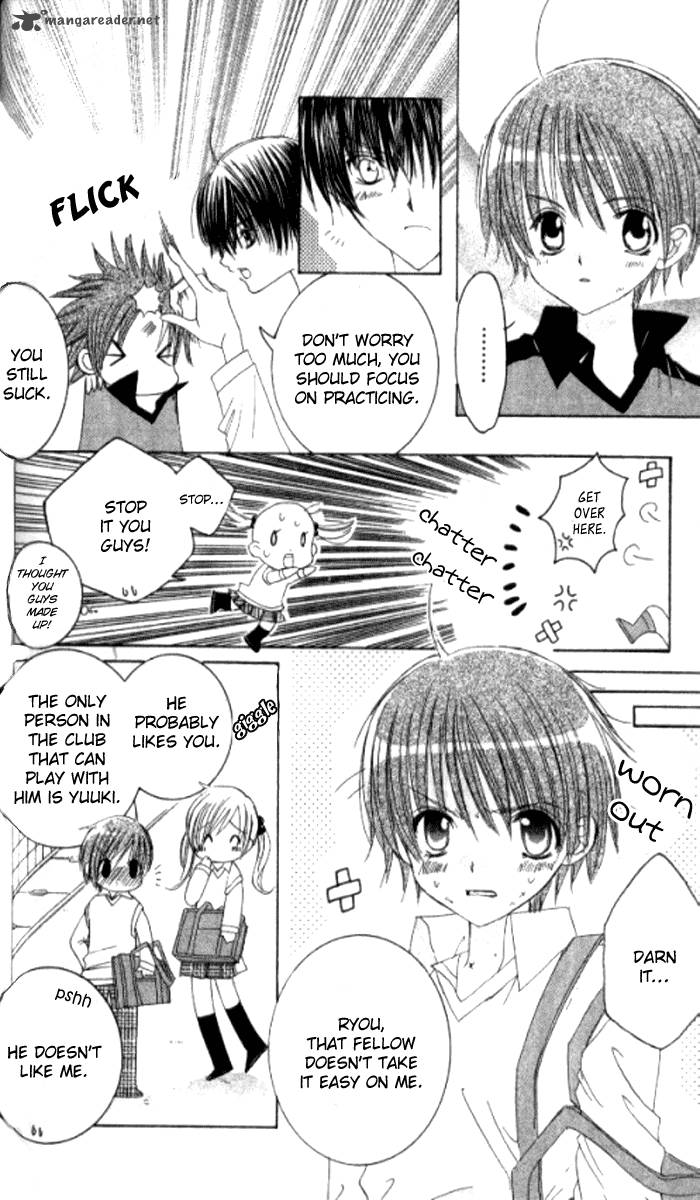 mangareader.net
.........
DON'T WORRY
TOO MUCH, YOU
SHOULD FOCUS
ON PRACTICING.
FLICK
YOU
STILL
SUCK.
GET
OVER
HERE.
chatter
chatter
STOP...
STOP
IT YOU
GUYS!
I
THOUGHT
YOU
GUYS
MADE
UP!
worn
out
DARN
IT...
RYOU,
THAT FELLOW
DOESN'T TAKE
IT EASY ON ME.
giggle
HE
PROBABLY
LIKES YOU.
THE ONLY
PERSON IN
THE CLUB
THAT CAN
PLAY WITH
HIM IS YUUKI.
pshh
HE DOESN'T
LIKE ME.